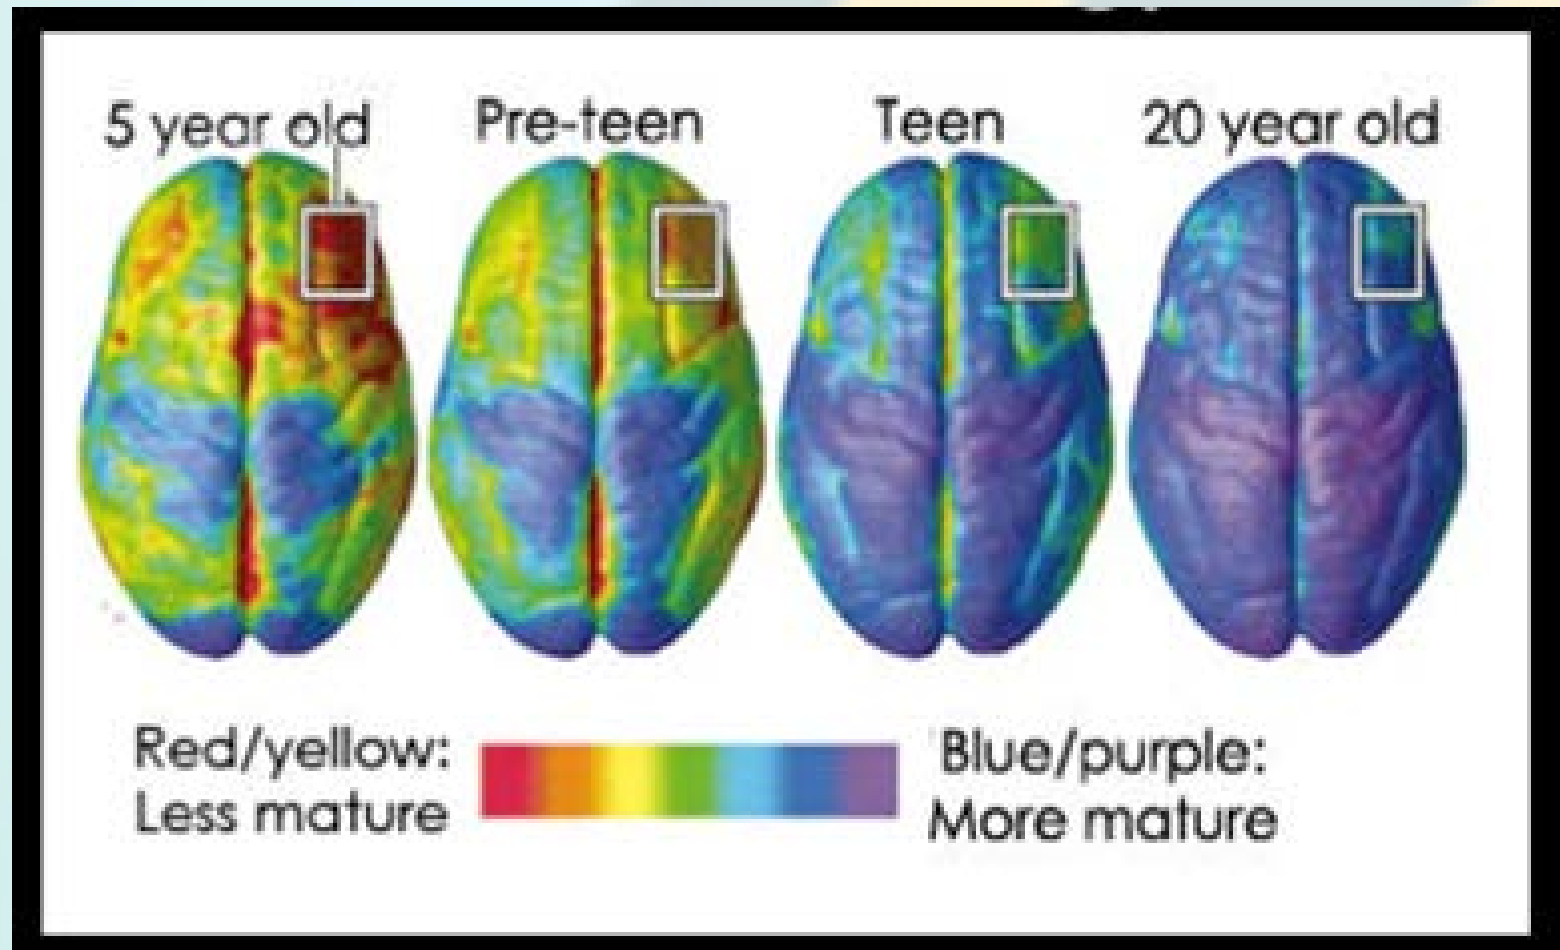 5 year old
Pre-teen
Teen
20 year old
Red/yellow:
Less mature
Blue/purple:
More mature